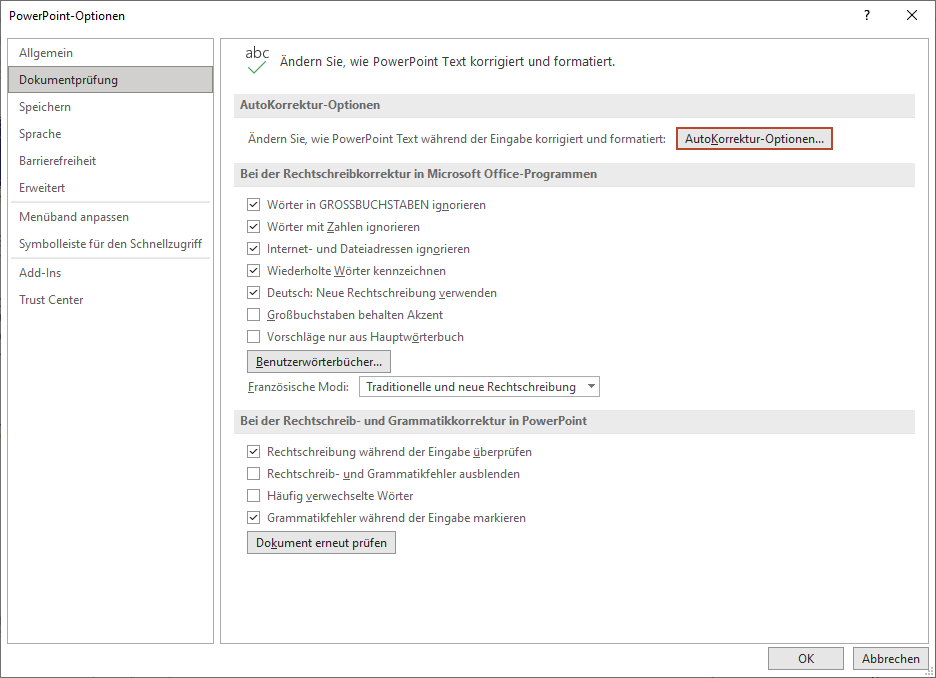 PowerPoint-Optionen
?
Allgemein
Dokumentprüfung
Speichern
Sprache
Barrierefreiheit
Erweitert
Menüband anpassen
Symbolleiste für den Schnellzugriff
Add-Ins
Trust Center
abc
Ändern Sie, wie PowerPoint Text korrigiert und formatiert.
AutoKorrektur-Optionen
Ändern Sie, wie PowerPoint Text während der Eingabe korrigiert und formatiert: AutoKorrektur-Optionen...
Bei der Rechtschreibkorrektur in Microsoft Office-Programmen
Wörter in GROSSBUCHSTABEN ignorieren
Wörter mit Zahlen ignorieren
Internet- und Dateiadressen ignorieren
Wiederholte Wörter kennzeichnen
Deutsch: Neue Rechtschreibung verwenden
Großbuchstaben behalten Akzent
Vorschläge nur aus Hauptwörterbuch
Benutzerwörterbücher...
Französische Modi: Traditionelle und neue Rechtschreibung
Bei der Rechtschreib- und Grammatikkorrektur in PowerPoint
Rechtschreibung während der Eingabe überprüfen
Rechtschreib- und Grammatikfehler ausblenden
Häufig verwechselte Wörter
Grammatikfehler während der Eingabe markieren
Dokument erneut prüfen
OK Abbrechen